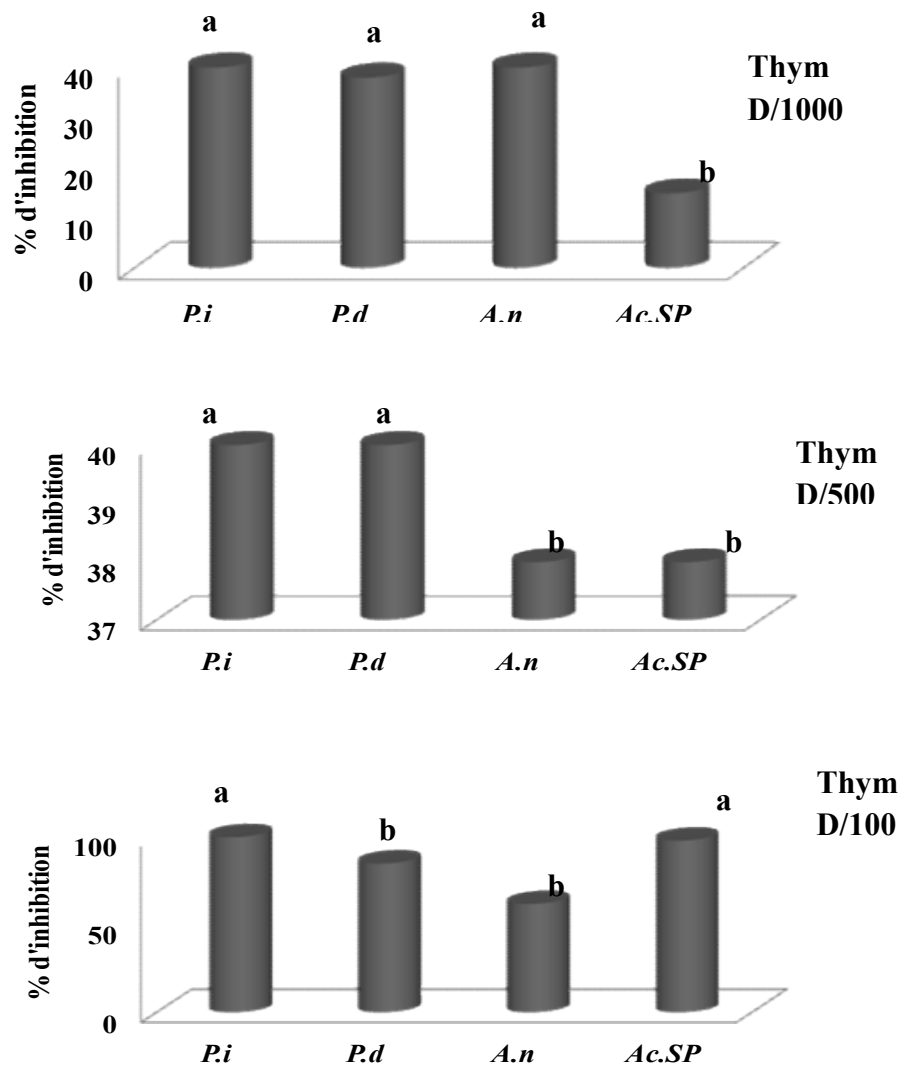 a
a
a
Thym
D/1000
b
% d'inhibition
40
30
20
10
0
P.i
P.d
A.n
Ac.SP
a
a
Thym
D/500
b
b
% d'inhibition
40
39
38
37
P.i
P.d
A.n
Ac.SP
a
b
b
a
Thym
D/100
% d'inhibition
100
50
0
P.i
P.d
A.n
Ac.SP